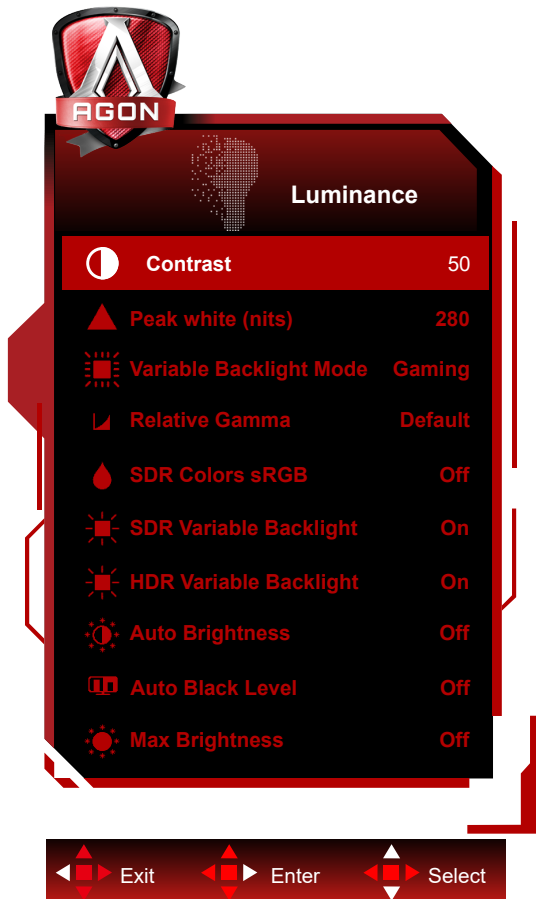 AGON
Luminance
Contrast 50
Peak white (nits) 280
Variable Backlight Mode Gaming
Relative Gamma Default
SDR Colors sRGB Off
SDR Variable Backlight On
HDR Variable Backlight On
Auto Brightness Off
Auto Black Level Off
Max Brightness Off
Exit Enter Select